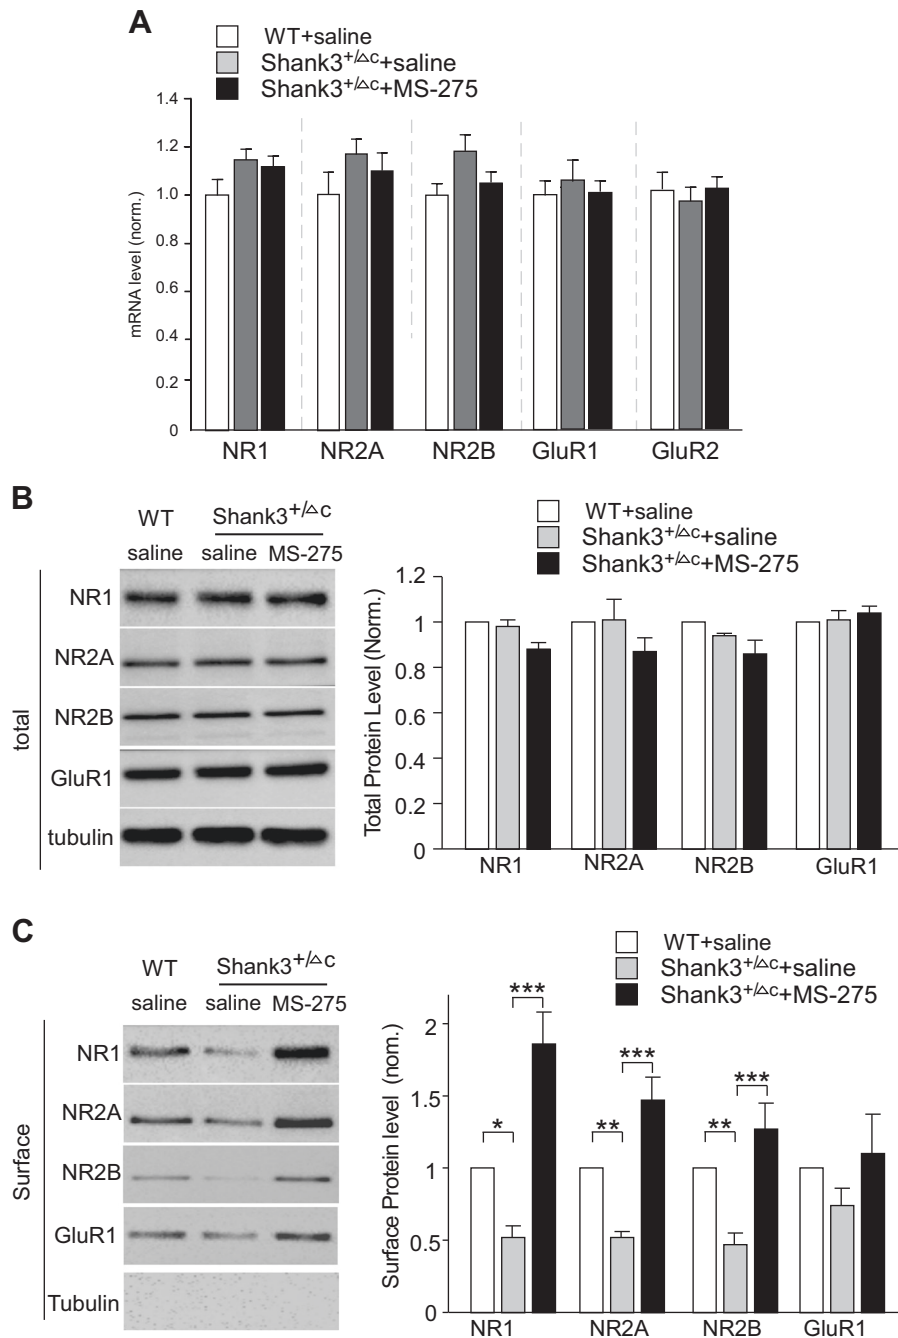 A
WT+saline
Shank3+/△c+saline
Shank3+/△c+MS-275
mRNA level (norm.)
1.4
1.2
1.0
0.8
0.6
0.4
0.2
0
NR1 NR2A NR2B GluR1 GluR2
B
WT Shank3+/△c
saline saline MS-275
total
NR1
NR2A
NR2B
GluR1
tubulin
WT+saline
Shank3+/△c+saline
Shank3+/△c+MS-275
Total Protein Level (Norm.)
1.2
1
0.8
0.6
0.4
0.2
0
NR1 NR2A NR2B GluR1
C
WT Shank3+/△c
saline saline MS-275
Surface
NR1
NR2A
NR2B
GluR1
Tubulin
WT+saline
Shank3+/△c+saline
Shank3+/△c+MS-275
Surface Protein level (nom.)
2
1.5
1
0.5
0
* *** ** *** ** ***
NR1 NR2A NR2B GluR1